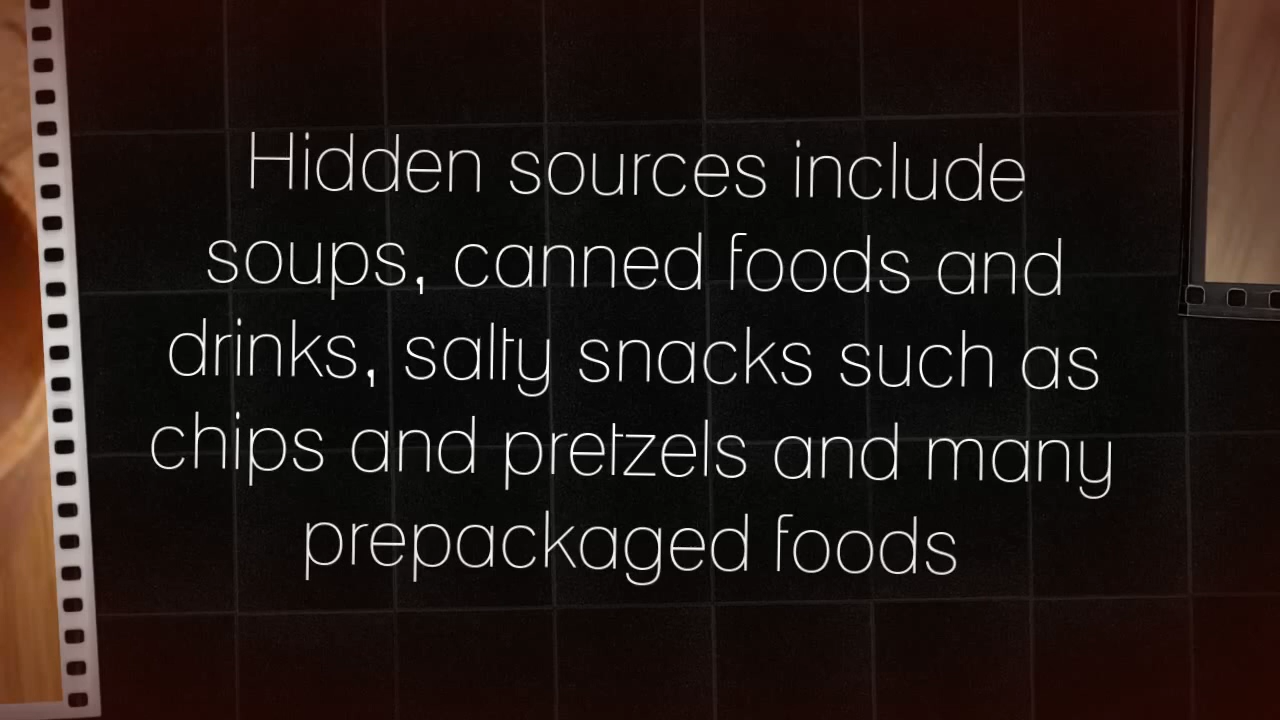 Hidden sources include
soups, canned foods and
drinks, salty snacks such as
chips and pretzels and many
prepackaged foods